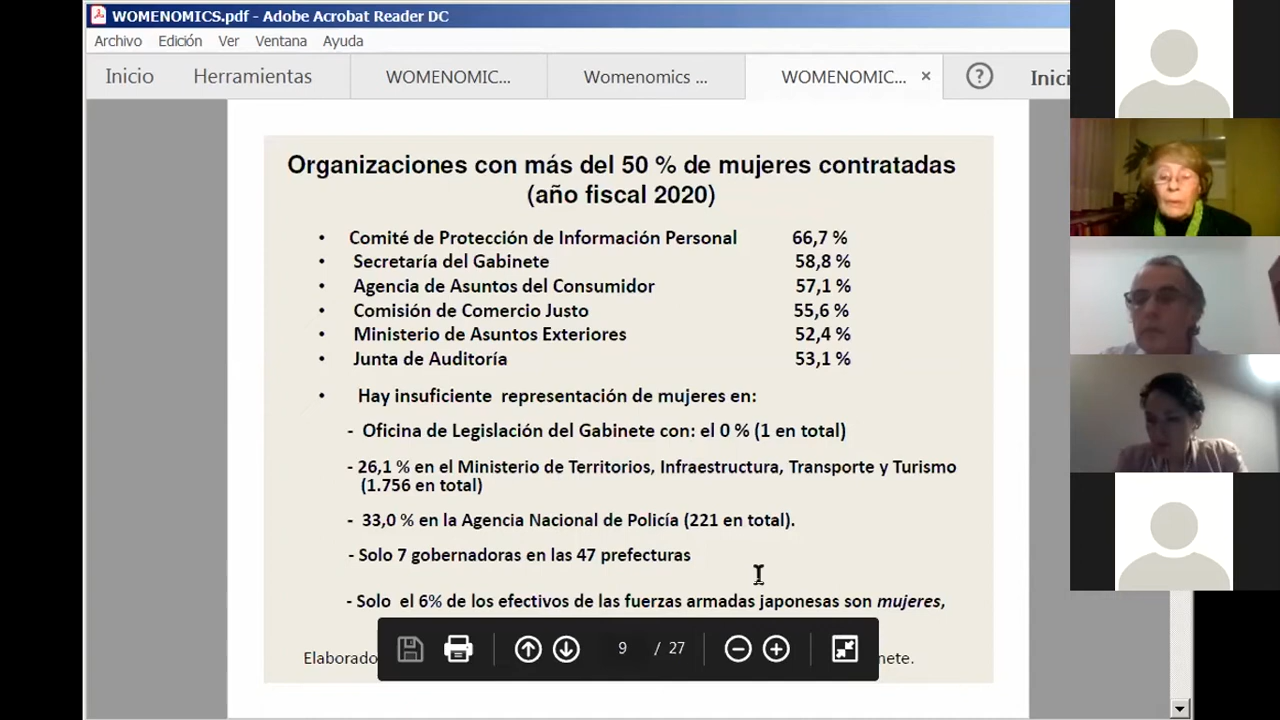 WOMENOMICS.pdf - Adobe Acrobat Reader DC
Archivo Edición Ver Ventana Ayuda
Inicio Herramientas WOMENOMIC... Womenomics ... WOMENOMIC... × ? Inici
Organizaciones con más del 50 % de mujeres contratadas
(año fiscal 2020)
• Comité de Protección de Información Personal 66,7 %
• Secretaría del Gabinete 58,8 %
• Agencia de Asuntos del Consumidor 57,1 %
• Comisión de Comercio Justo 55,6 %
• Ministerio de Asuntos Exteriores 52,4 %
• Junta de Auditoría 53,1 %
• Hay insuficiente representación de mujeres en:
- Oficina de Legislación del Gabinete con: el 0 % (1 en total)
- 26,1 % en el Ministerio de Territorios, Infraestructura, Transporte y Turismo
(1.756 en total)
- 33,0 % en la Agencia Nacional de Policía (221 en total).
- Solo 7 gobernadoras en las 47 prefecturas
- Solo el 6% de los efectivos de las fuerzas armadas japonesas son mujeres,
Elaborado nete.
9 / 27